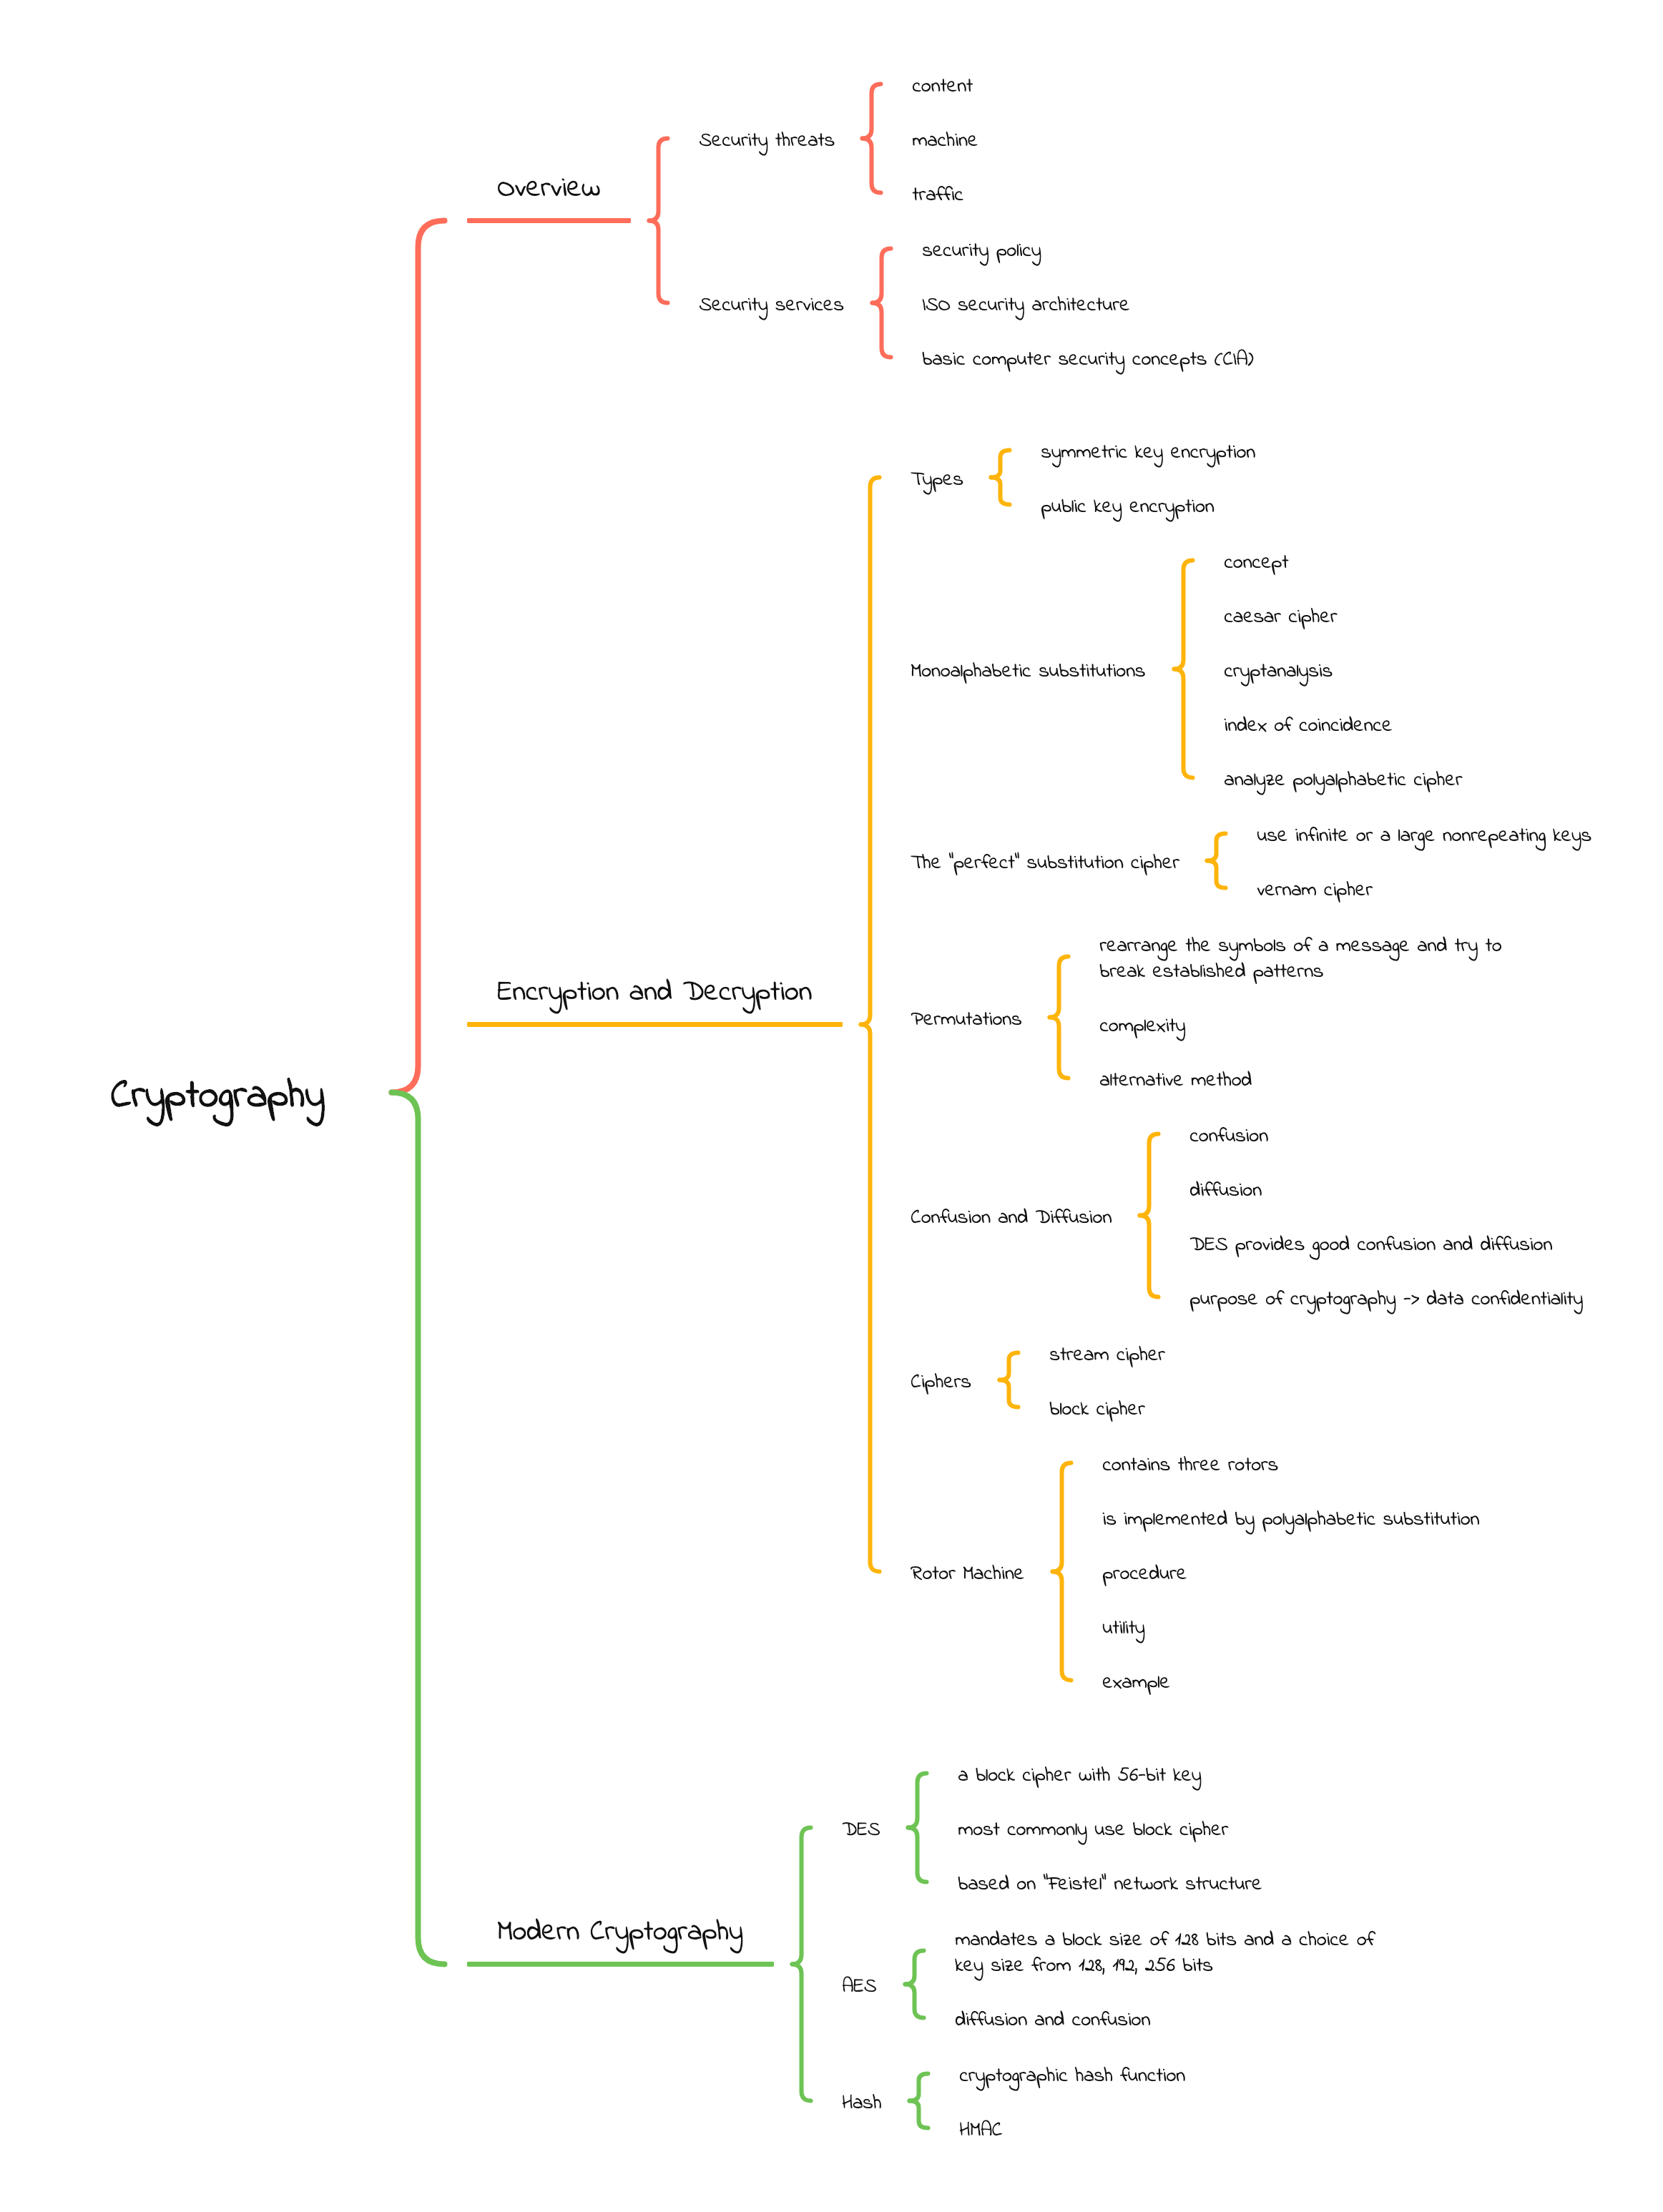 Cryptography
Overview
Security threats
content
machine
traffic
Security services
security policy
ISO security architecture
basic computer security concepts (CIA)
Encryption and Decryption
Types
symmetric key encryption
public key encryption
Monoalphabetic substitutions
concept
caesar cipher
cryptanalysis
index of coincidence
analyze polyalphabetic cipher
The "perfect" substitution cipher
use infinite or a large nonrepeating keys
vernam cipher
Permutations
rearrange the symbols of a message and try to
break established patterns
complexity
alternative method
Confusion and Diffusion
confusion
diffusion
DES provides good confusion and diffusion
purpose of cryptography -> data confidentiality
Ciphers
stream cipher
block cipher
Rotor Machine
contains three rotors
is implemented by polyalphabetic substitution
procedure
utility
example
Modern Cryptography
DES
a block cipher with 56-bit key
most commonly use block cipher
based on "Feistel" network structure
AES
mandates a block size of 128 bits and a choice of
key size from 128, 192, 256 bits
diffusion and confusion
Hash
cryptographic hash function
HMAC